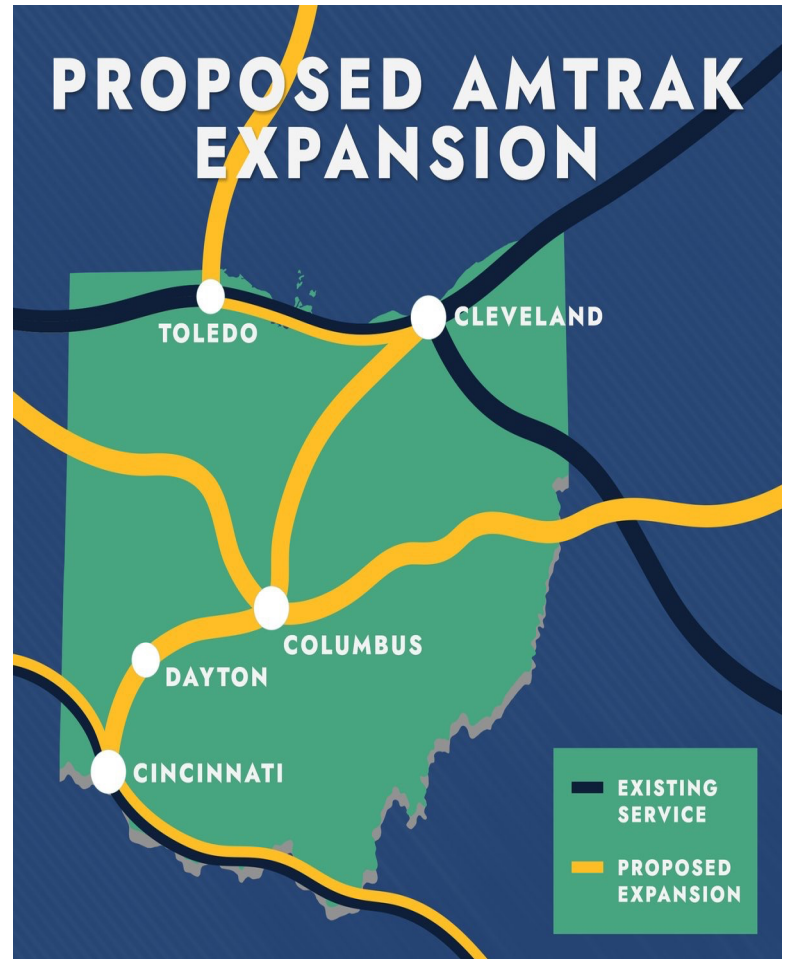 PROPOSED AMTRAK
EXPANSION
TOLEDO
CLEVELAND
COLUMBUS
DAYTON
CINCINNATI
EXISTING
SERVICE
PROPOSED
EXPANSION